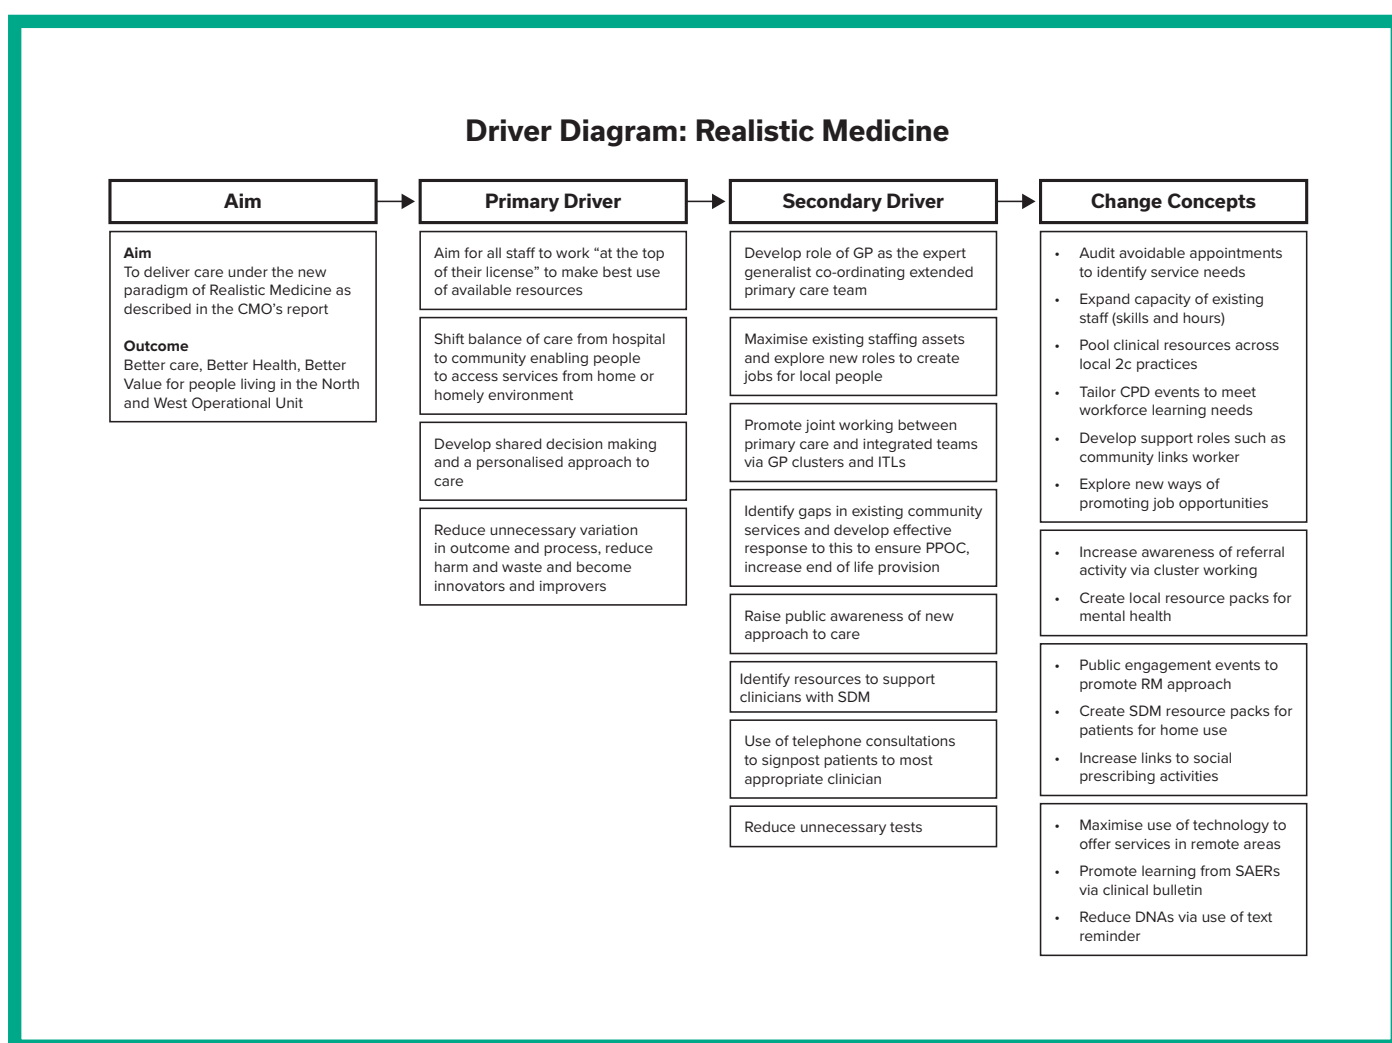 Driver Diagram: Realistic Medicine
Aim
Aim
To deliver care under the new
paradigm of Realistic Medicine as
described in the CMO’s report
Outcome
Better care, Better Health, Better
Value for people living in the North
and West Operational Unit
Primary Driver
Aim for all staff to work “at the top
of their license” to make best use
of available resources
Shift balance of care from hospital
to community enabling people
to access services from home or
homely environment
Develop shared decision making
and a personalised approach to
care
Reduce unnecessary variation
in outcome and process, reduce
harm and waste and become
innovators and improvers
Secondary Driver
Develop role of GP as the expert
generalist co-ordinating extended
primary care team
Maximise existing staffing assets
and explore new roles to create
jobs for local people
Promote joint working between
primary care and integrated teams
via GP clusters and ITLs
Identify gaps in existing community
services and develop effective
response to this to ensure PPOC,
increase end of life provision
Raise public awareness of new
approach to care
Identify resources to support
clinicians with SDM
Use of telephone consultations
to signpost patients to most
appropriate clinician
Reduce unnecessary tests
Change Concepts
• Audit avoidable appointments
to identify service needs
• Expand capacity of existing
staff (skills and hours)
• Pool clinical resources across
local 2c practices
• Tailor CPD events to meet
workforce learning needs
• Develop support roles such as
community links worker
• Explore new ways of
promoting job opportunities
• Increase awareness of referral
activity via cluster working
• Create local resource packs for
mental health
• Public engagement events to
promote RM approach
• Create SDM resource packs for
patients for home use
• Increase links to social
prescribing activities
• Maximise use of technology to
offer services in remote areas
• Promote learning from SAERs
via clinical bulletin
• Reduce DNAs via use of text
reminder